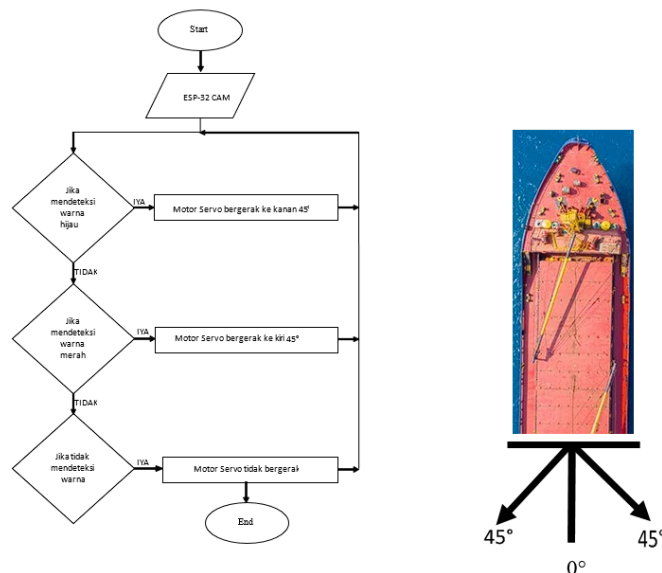 Start
ESP-32 CAM
Jika
mendeteksi
warna
hijau
IYA
Motor Servo bergerak ke kanan 45°
TIDAK
Jika
mendeteksi
warna
merah
IYA
Motor Servo bergerak ke kiri 45°
TIDAK
Jika tidak
mendeteksi
warna
IYA
Motor Servo tidak bergerak
End
45°
45°
0°